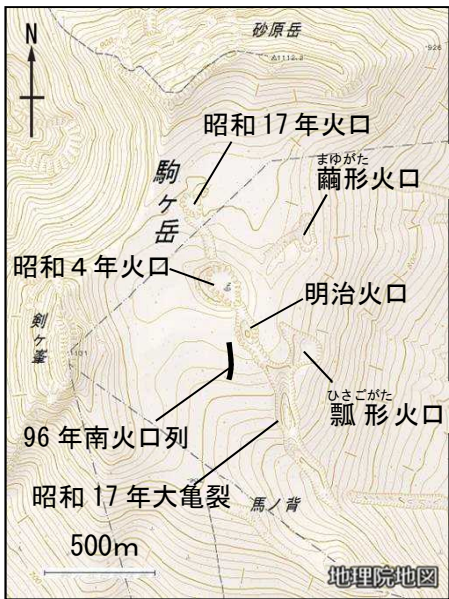 N
砂原岳
△1112.2
・926
昭和17年火口
まゆがた
繭形火口
駒ヶ岳
昭和4年火口
明治火口
剣ヶ峯
ひさごがた
瓢形火口
96年南火口列
昭和17年大亀裂
馬ノ背
500m
地理院地図